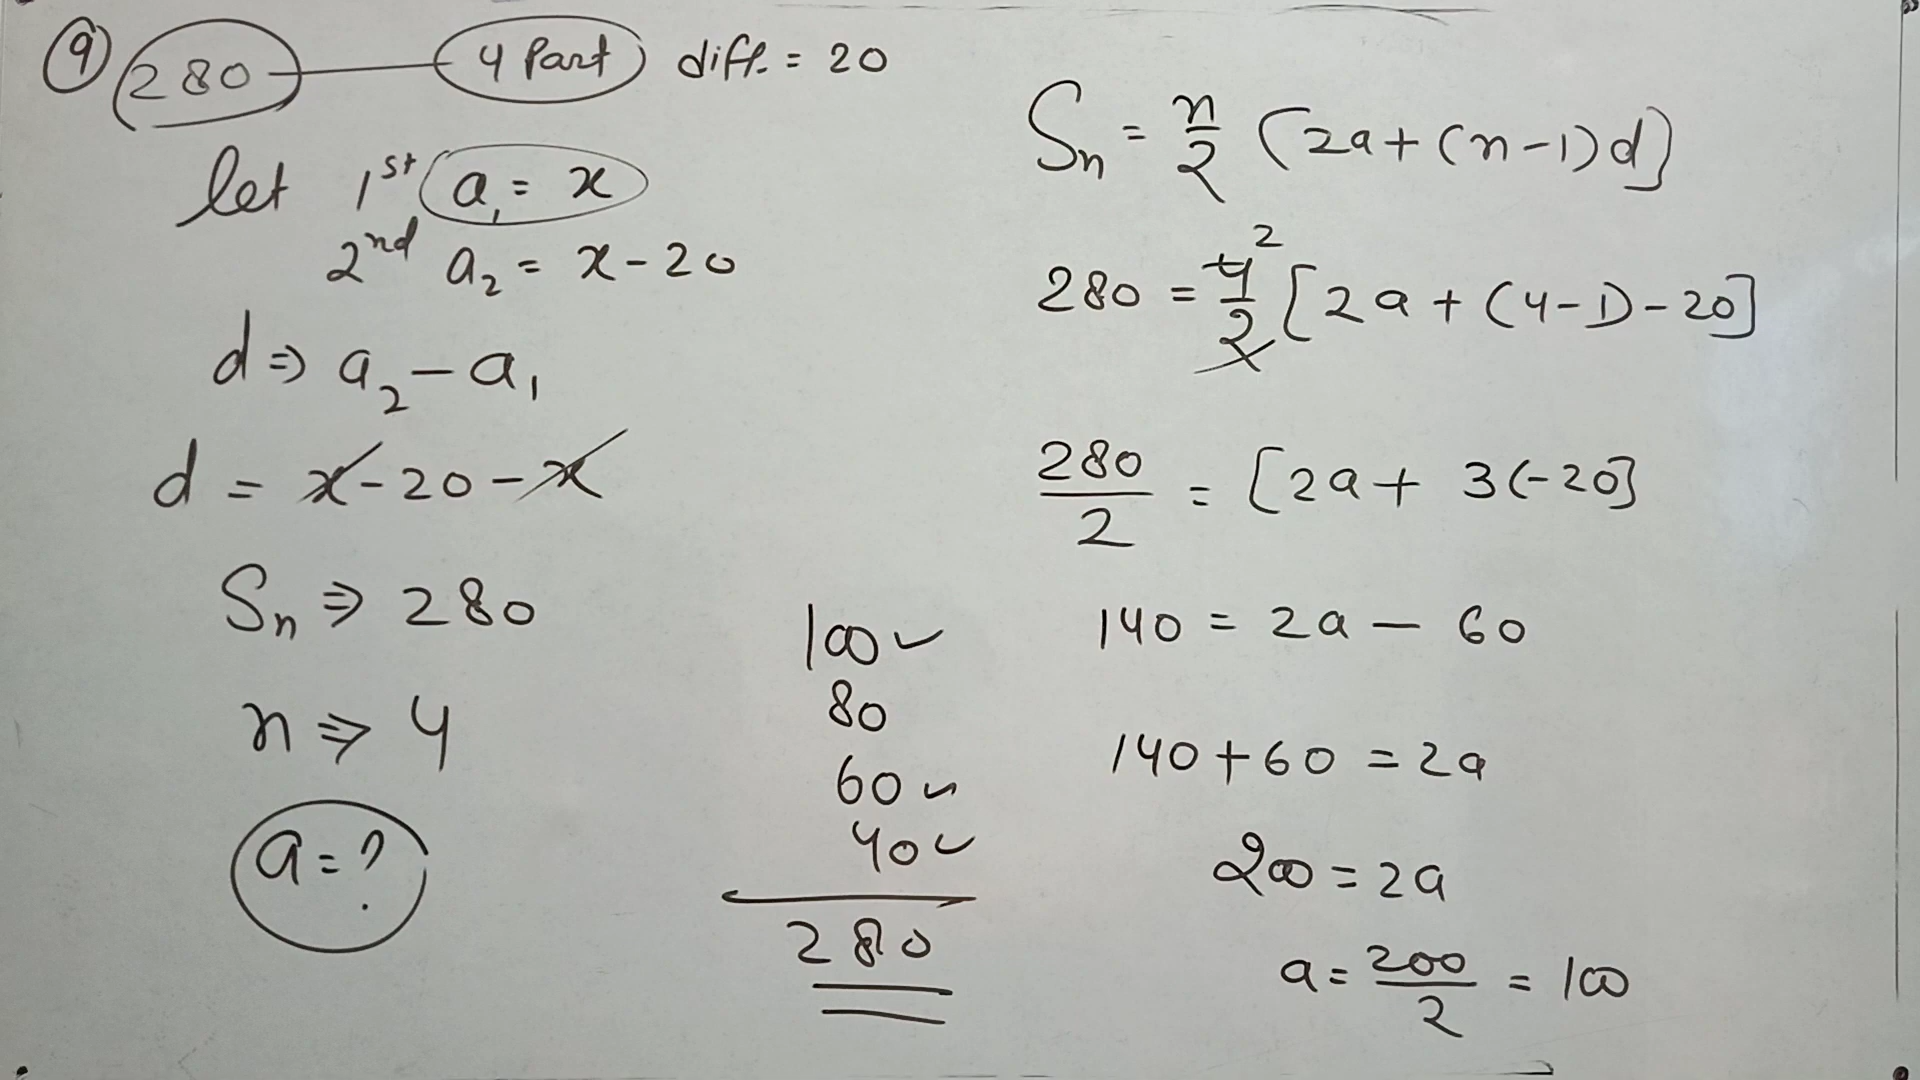 9 280 — 4 Part diff. = 20
let 1st a₁ = x
2nd a₂ = x - 20
d ⇒ a₂ - a₁
d = x - 20 - x
Sn ⇒ 280
n ⇒ 4
a = ?
100 ✓
80
60 ✓
40 ✓
280
Sn = n/2 (2a + (n-1)d]
280 = 4/2 2 [2a + (4-1)-20]
280/2 = [2a + 3(-20]
140 = 2a - 60
140 + 60 = 2a
200 = 2a
a = 200/2 = 100